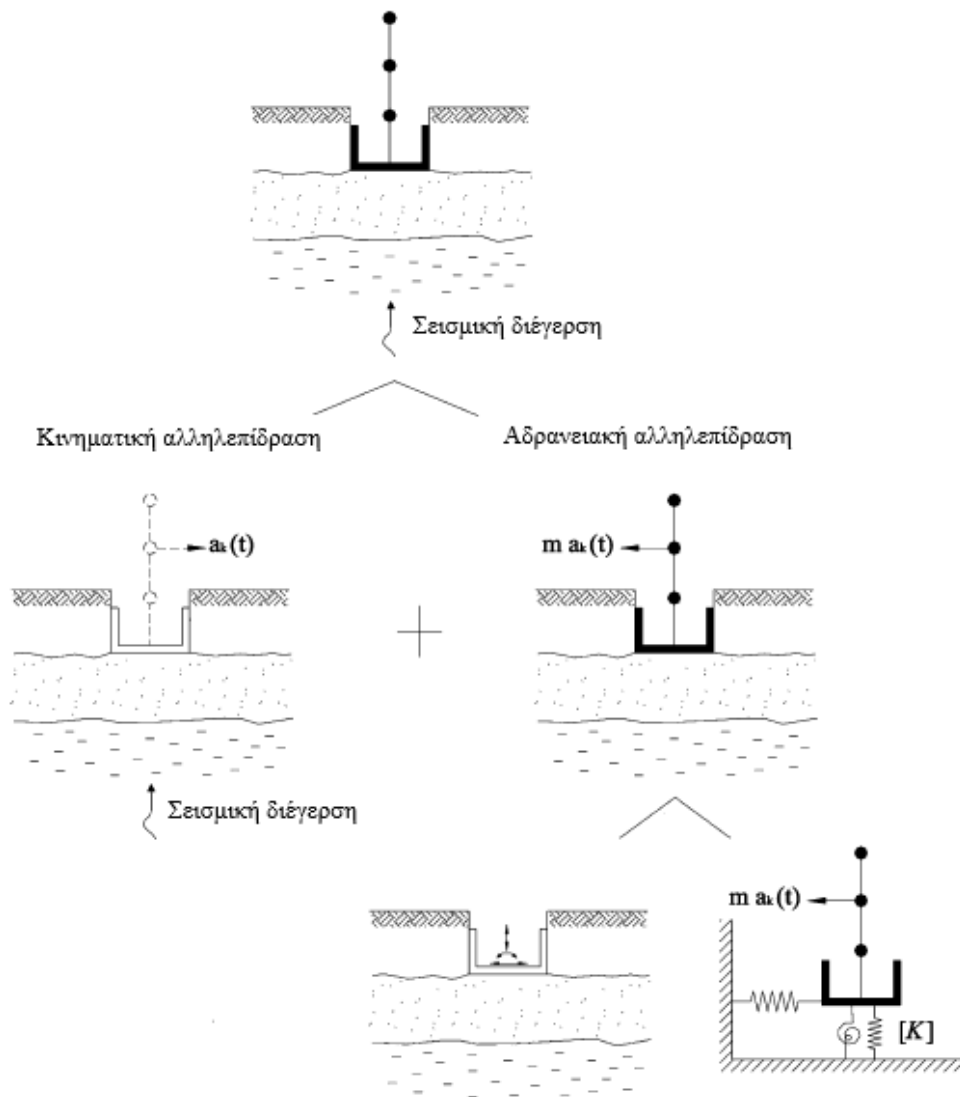 Σεισμική διέγερση
Κινηματική αλληλεπίδραση
Αδρανειακή αλληλεπίδραση
aₖ(t)
m aₖ(t)
Σεισμική διέγερση
m aₖ(t)
[K]